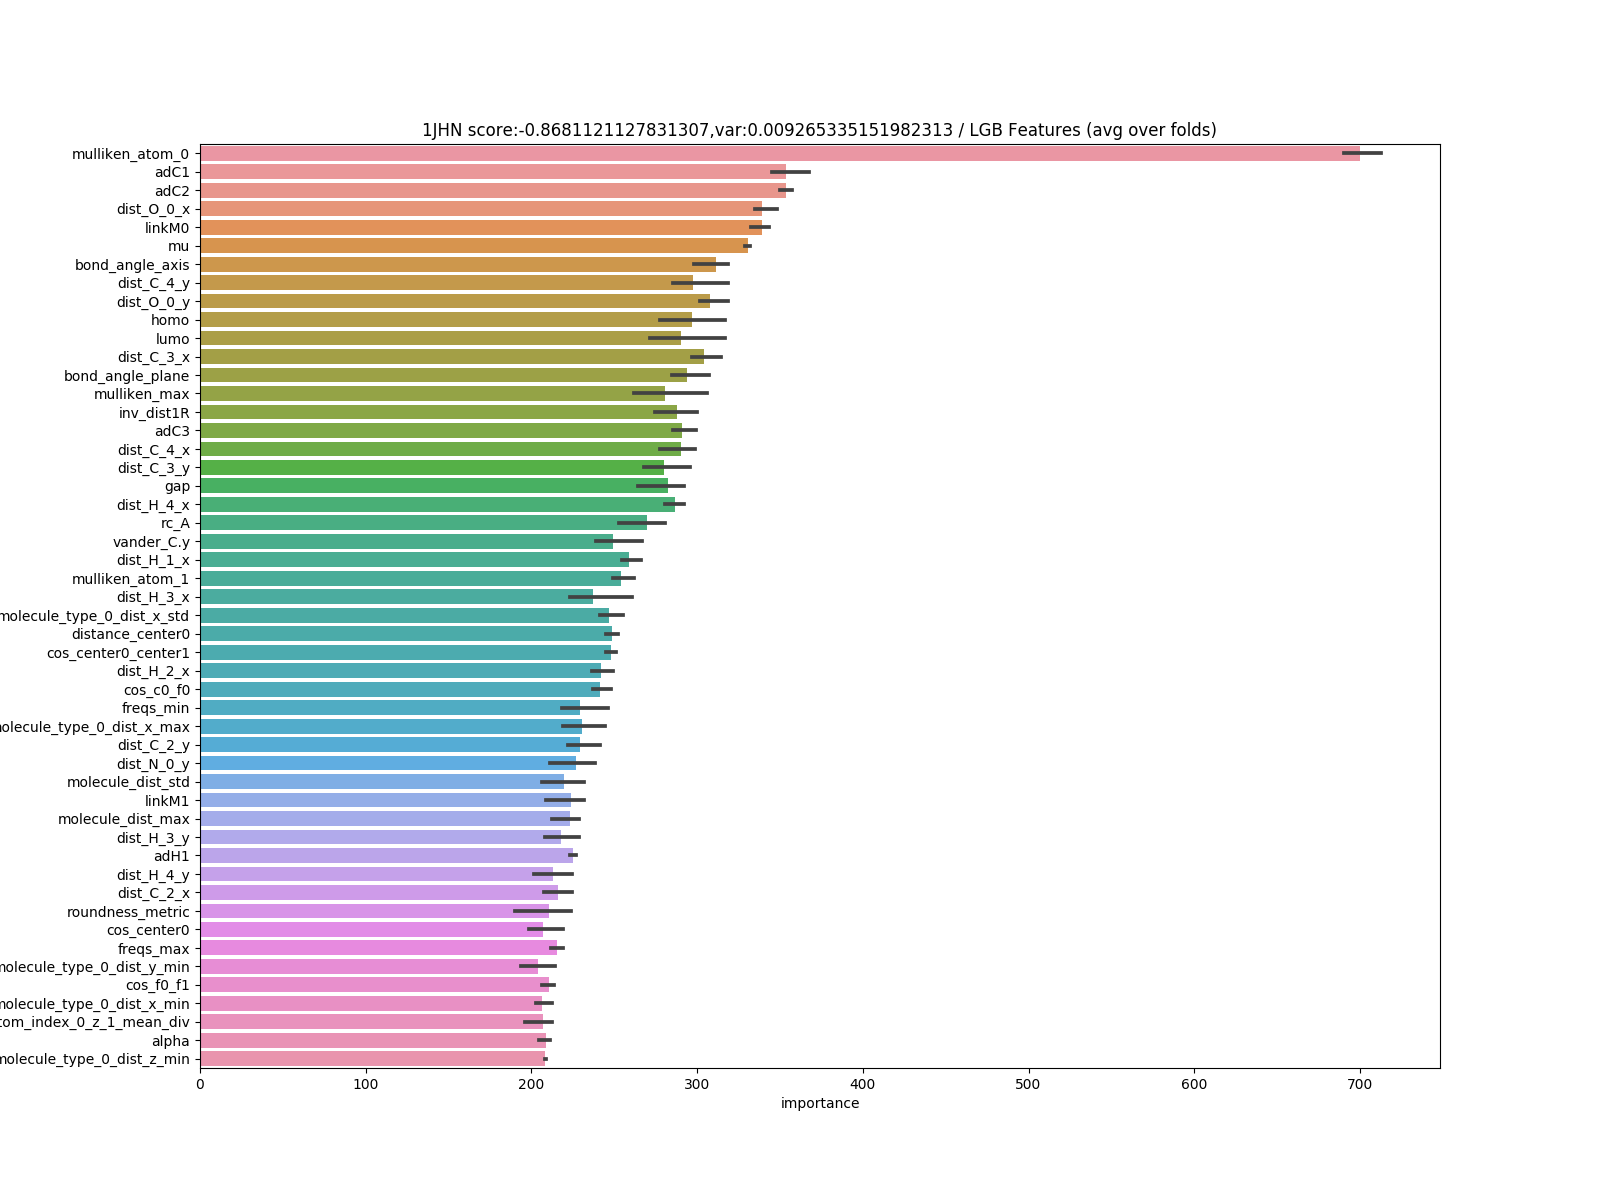 1JHN score:-0.8681121127831307,var:0.009265335151982313 / LGB Features (avg over folds)
mulliken_atom_0
adC1
adC2
dist_O_0_x
linkM0
mu
bond_angle_axis
dist_C_4_y
dist_O_0_y
homo
lumo
dist_C_3_x
bond_angle_plane
mulliken_max
inv_dist1R
adC3
dist_C_4_x
dist_C_3_y
gap
dist_H_4_x
rc_A
vander_C.y
dist_H_1_x
mulliken_atom_1
dist_H_3_x
molecule_type_0_dist_x_std
distance_center0
cos_center0_center1
dist_H_2_x
cos_c0_f0
freqs_min
molecule_type_0_dist_x_max
dist_C_2_y
dist_N_0_y
molecule_dist_std
linkM1
molecule_dist_max
dist_H_3_y
adH1
dist_H_4_y
dist_C_2_x
roundness_metric
cos_center0
freqs_max
molecule_type_0_dist_y_min
cos_f0_f1
molecule_type_0_dist_x_min
tom_index_0_z_1_mean_div
alpha
molecule_type_0_dist_z_min
0 100 200 300 400 500 600 700
importance